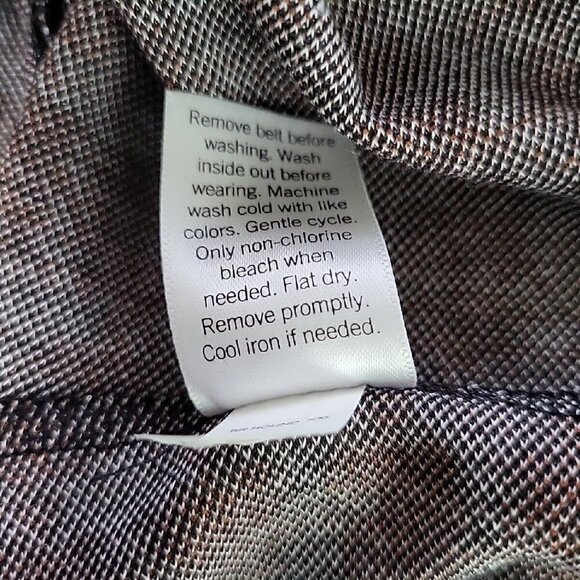 Remove belt before
washing. Wash
inside out before
wearing. Machine
wash cold with like
colors. Gentle cycle.
Only non-chlorine
bleach when
needed. Flat dry.
Remove promptly.
Cool iron if needed.